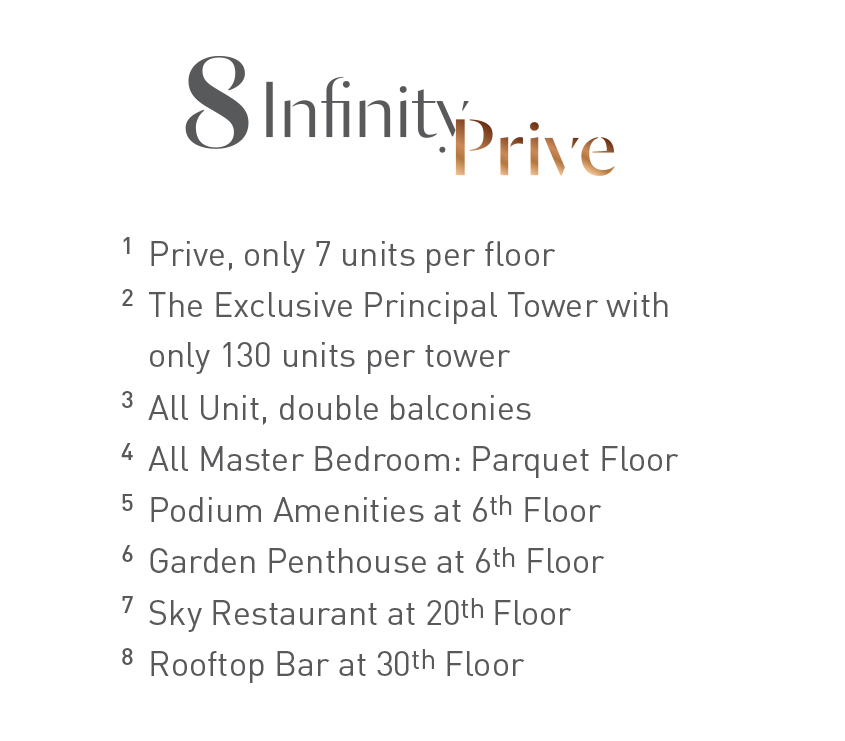 8 Infinity
Prive
1 Prive, only 7 units per floor
2 The Exclusive Principal Tower with
only 130 units per tower
3 All Unit, double balconies
4 All Master Bedroom: Parquet Floor
5 Podium Amenities at 6th Floor
6 Garden Penthouse at 6th Floor
7 Sky Restaurant at 20th Floor
8 Rooftop Bar at 30th Floor